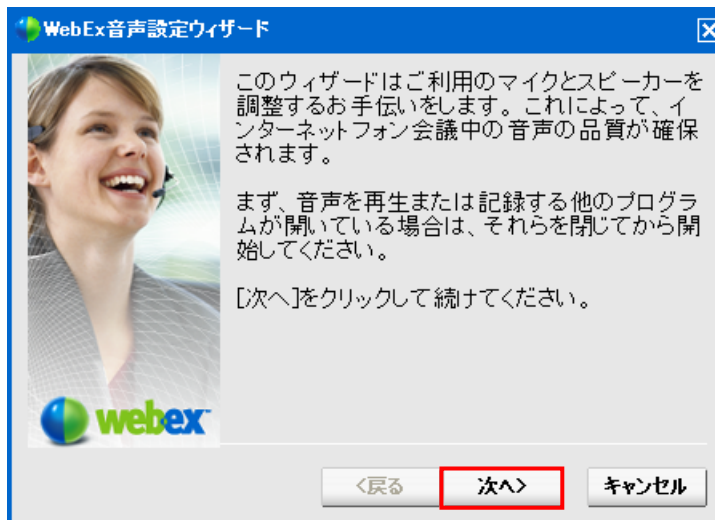 WebEx音声設定ウィザード
このウィザードはご利用のマイクとスピーカーを
調整するお手伝いをします。これによって、イ
ンターネットフォン会議中の音声の品質が確保
されます。
まず、音声を再生または記録する他のプログラ
ムが開いている場合は、それらを閉じてから開
始してください。
[次へ]をクリックして続けてください。
webex
<戻る 次へ> キャンセル